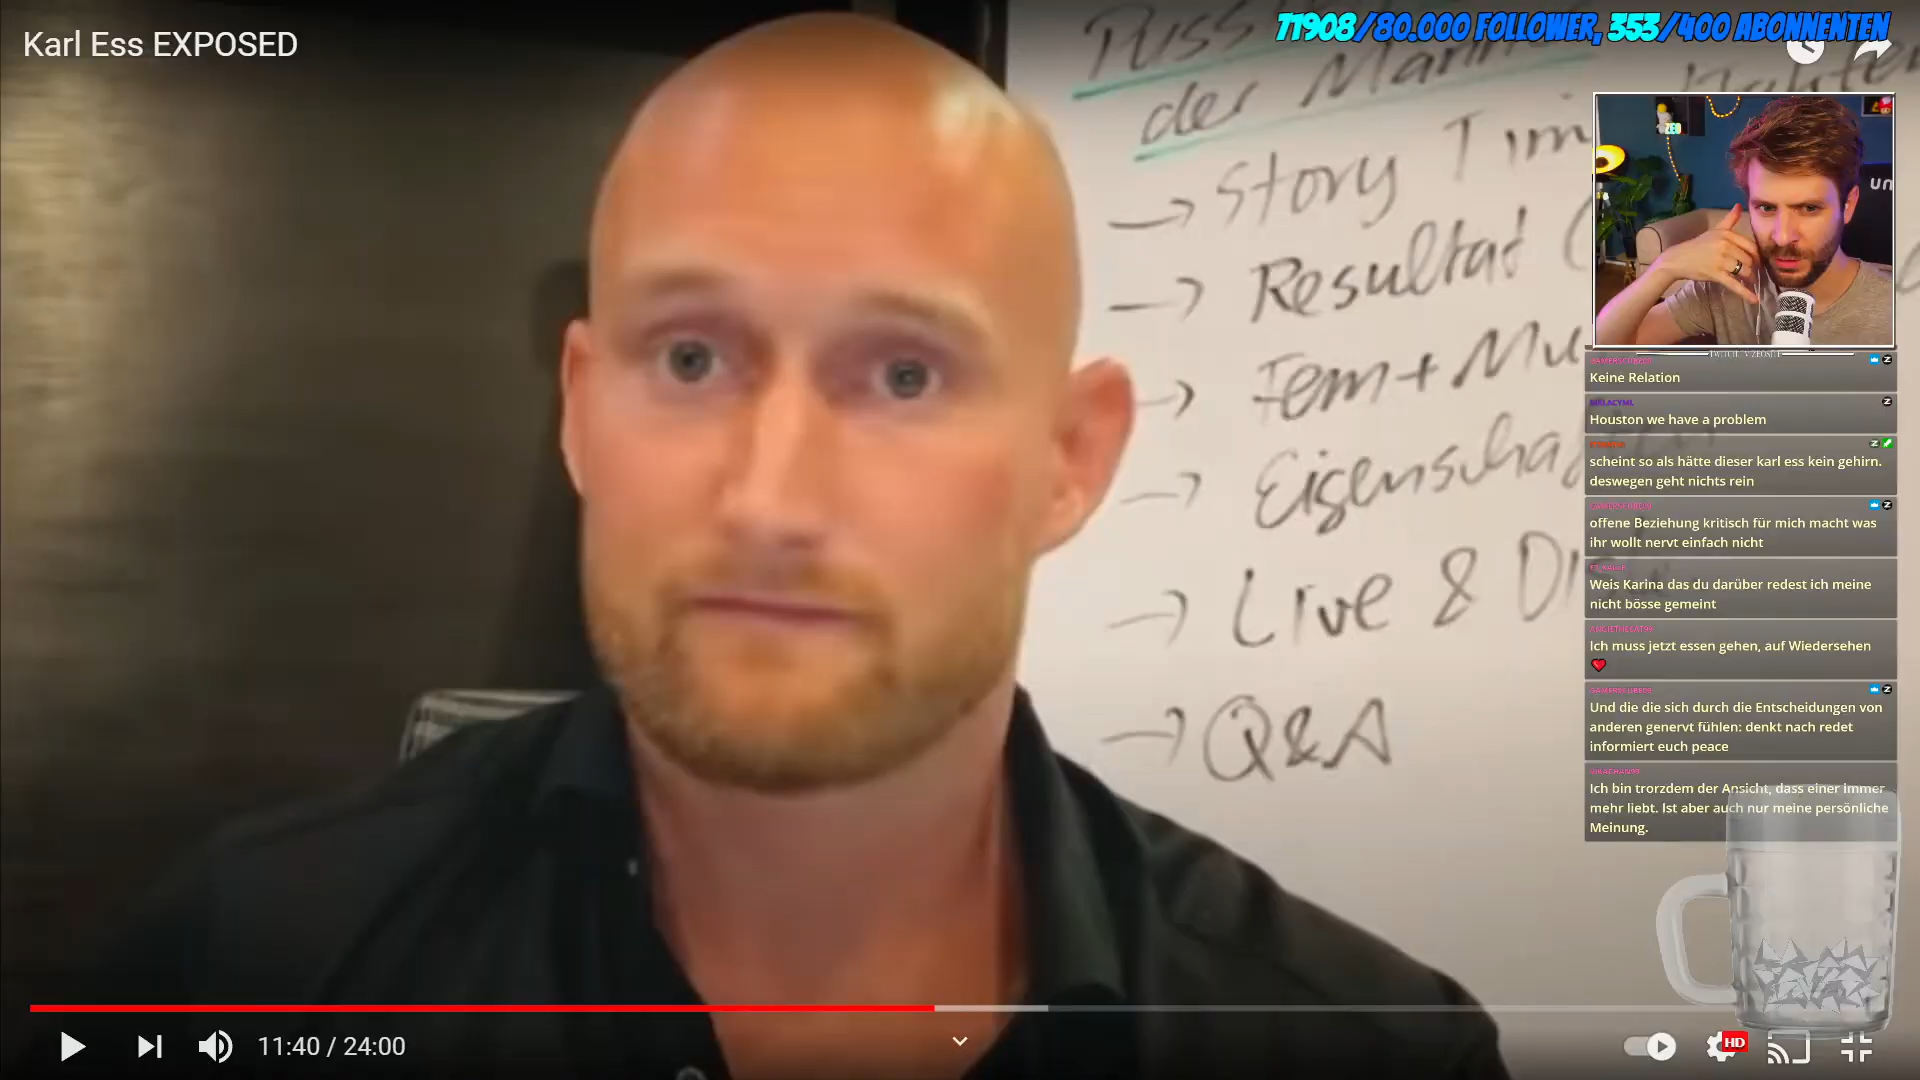 Karl Ess EXPOSED
71908/80.000 FOLLOWER, 353/400 ABONNENTEN
der
→ Story
→ Resultat
→ Fem +
→
→ Live &
→ Q&A
un
Keine Relation
Houston we have a problem
scheint so als hätte dieser karl ess kein gehirn.
deswegen geht nichts rein
offene Beziehung kritisch für mich macht was
ihr wollt nervt einfach nicht
Weis Karina das du darüber redest ich meine
nicht bösse gemeint
Ich muss jetzt essen gehen, auf Wiedersehen
Und die die sich durch die Entscheidungen von
anderen genervt fühlen: denkt nach redet
informiert euch peace
Ich bin trorzdem der Ansicht, dass einer immer
mehr liebt. Ist aber auch nur meine persönliche
Meinung.
11:40 / 24:00
HD